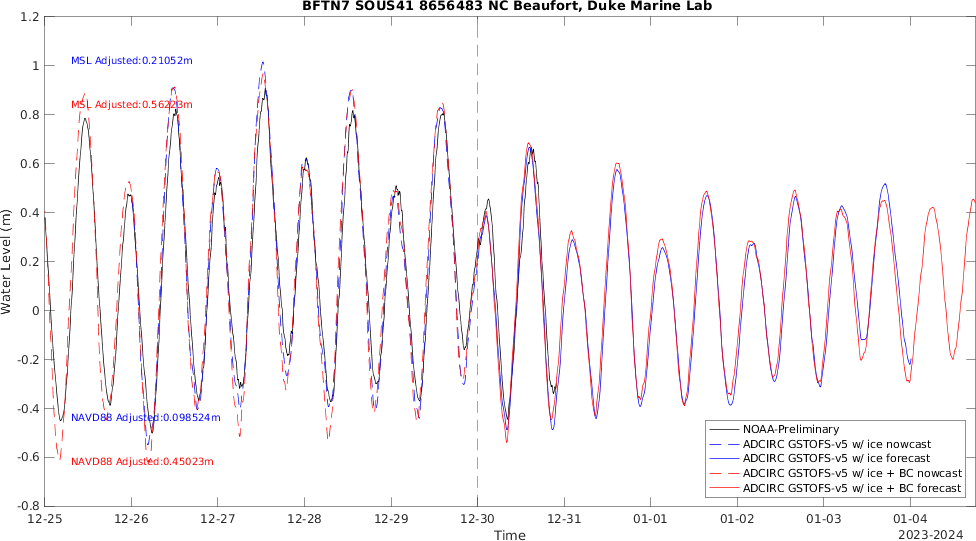 BFTN7 SOUS41 8656483 NC Beaufort, Duke Marine Lab
1.2
1
0.8
0.6
0.4
0.2
0
-0.2
-0.4
-0.6
-0.8
Water Level (m)
MSL Adjusted:0.21052m
MSL Adjusted:0.56223m
NAVD88 Adjusted:0.098524m
NAVD88 Adjusted:0.45023m
NOAA-Preliminary
ADCIRC GSTOFS-v5 w/ ice nowcast
ADCIRC GSTOFS-v5 w/ ice forecast
ADCIRC GSTOFS-v5 w/ ice + BC nowcast
ADCIRC GSTOFS-v5 w/ ice + BC forecast
12-25 12-26 12-27 12-28 12-29 12-30 12-31 01-01 01-02 01-03 01-04
Time
2023-2024